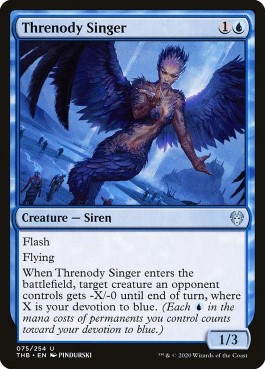 Threnody Singer 1
Creature — Siren
Flash
Flying
When Threnody Singer enters the
battlefield, target creature an opponent
controls gets -X/-0 until end of turn, where
X is your devotion to blue. (Each in
the mana costs of permanents you control
counts toward your devotion to blue.)
1/3
075/254 U
THB • EN PINDURSKI
™ & © 2020 Wizards of the Coast